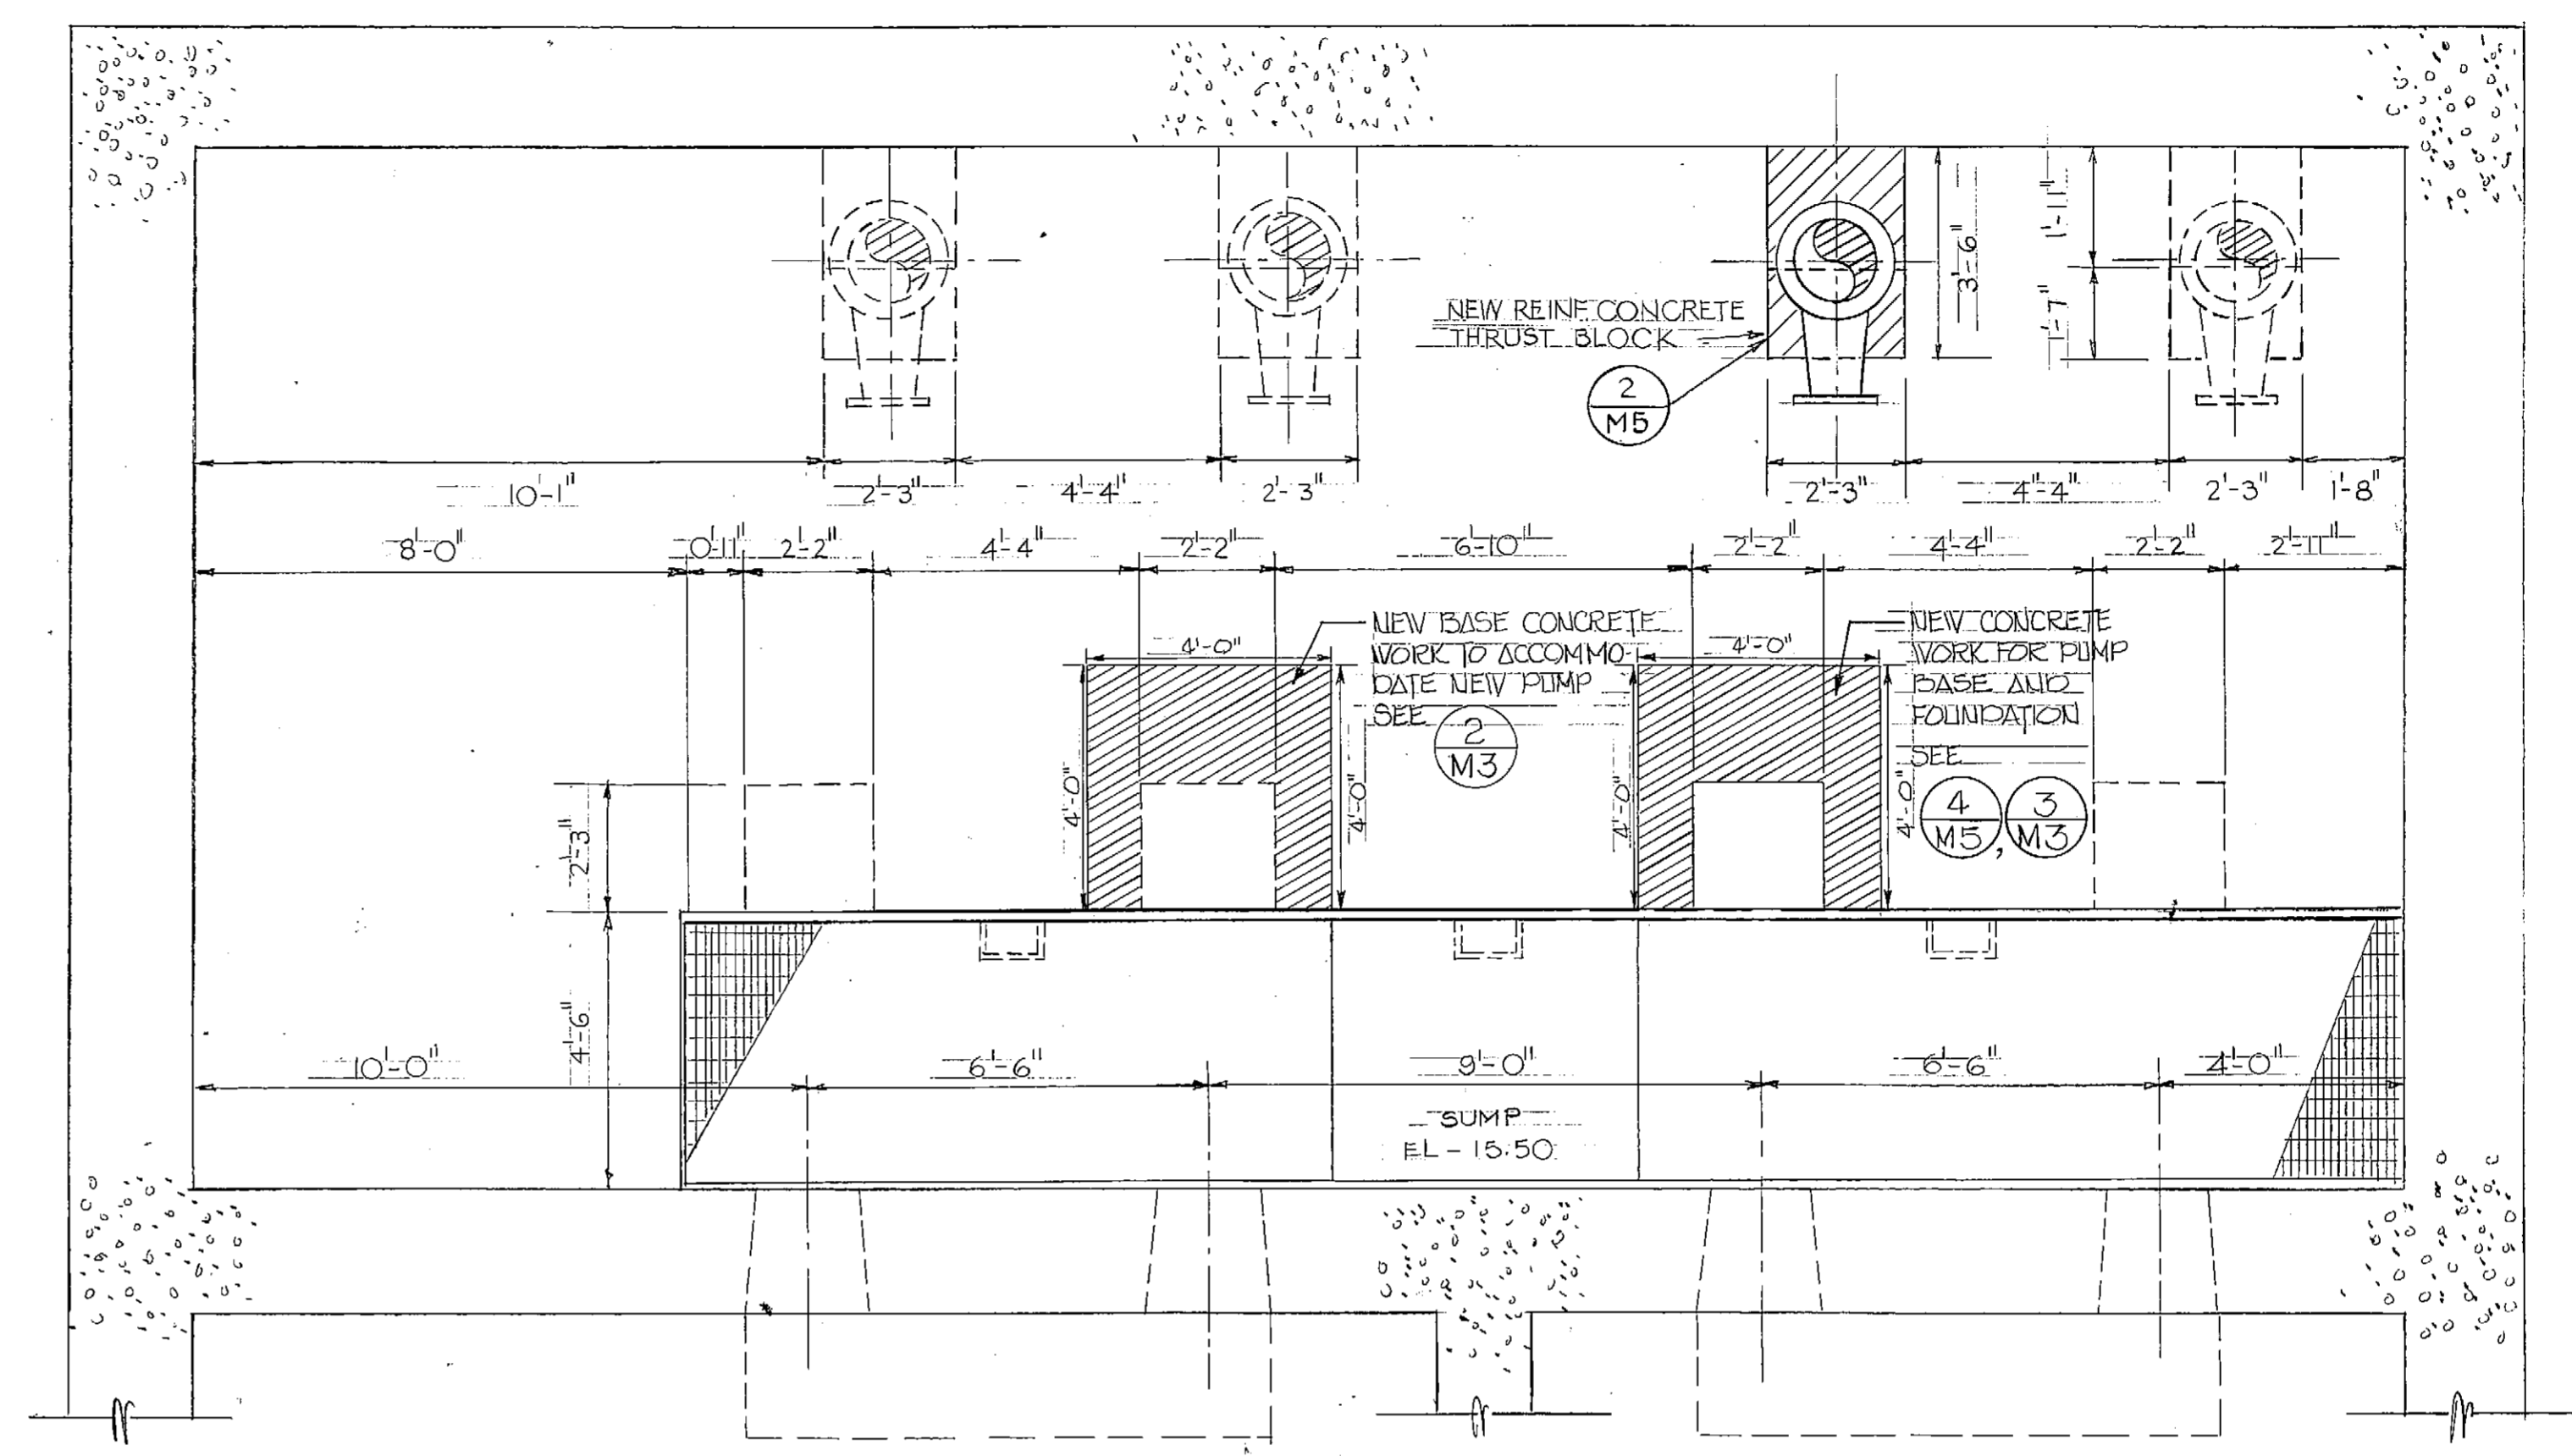 1'-11"
3'-6"
1'-7"
NEW REINF. CONCRETE
THRUST BLOCK
2
M5
10'-1"
2'-3"
4'-4"
2'-3"
2'-3"
4'-4"
2'-3"
1'-8"
8'-0"
0'-11"
2'-2"
4'-4"
2'-2"
6'-10"
2'-2"
4'-4"
2'-2"
2'-11"
4'-0"
NEW BASE CONCRETE
WORK TO ACCOMMO-
DATE NEW PUMP
SEE
2
M3
4'-0"
NEW CONCRETE
WORK FOR PUMP
BASE AND
FOUNDATION
SEE
4
M5
,
3
M3
4'-0"
4'-0"
4'-0"
4'-0"
2'-3"
4'-6"
10'-0"
6'-6"
9'-0"
6'-6"
4'-0"
SUMP
EL - 15.50